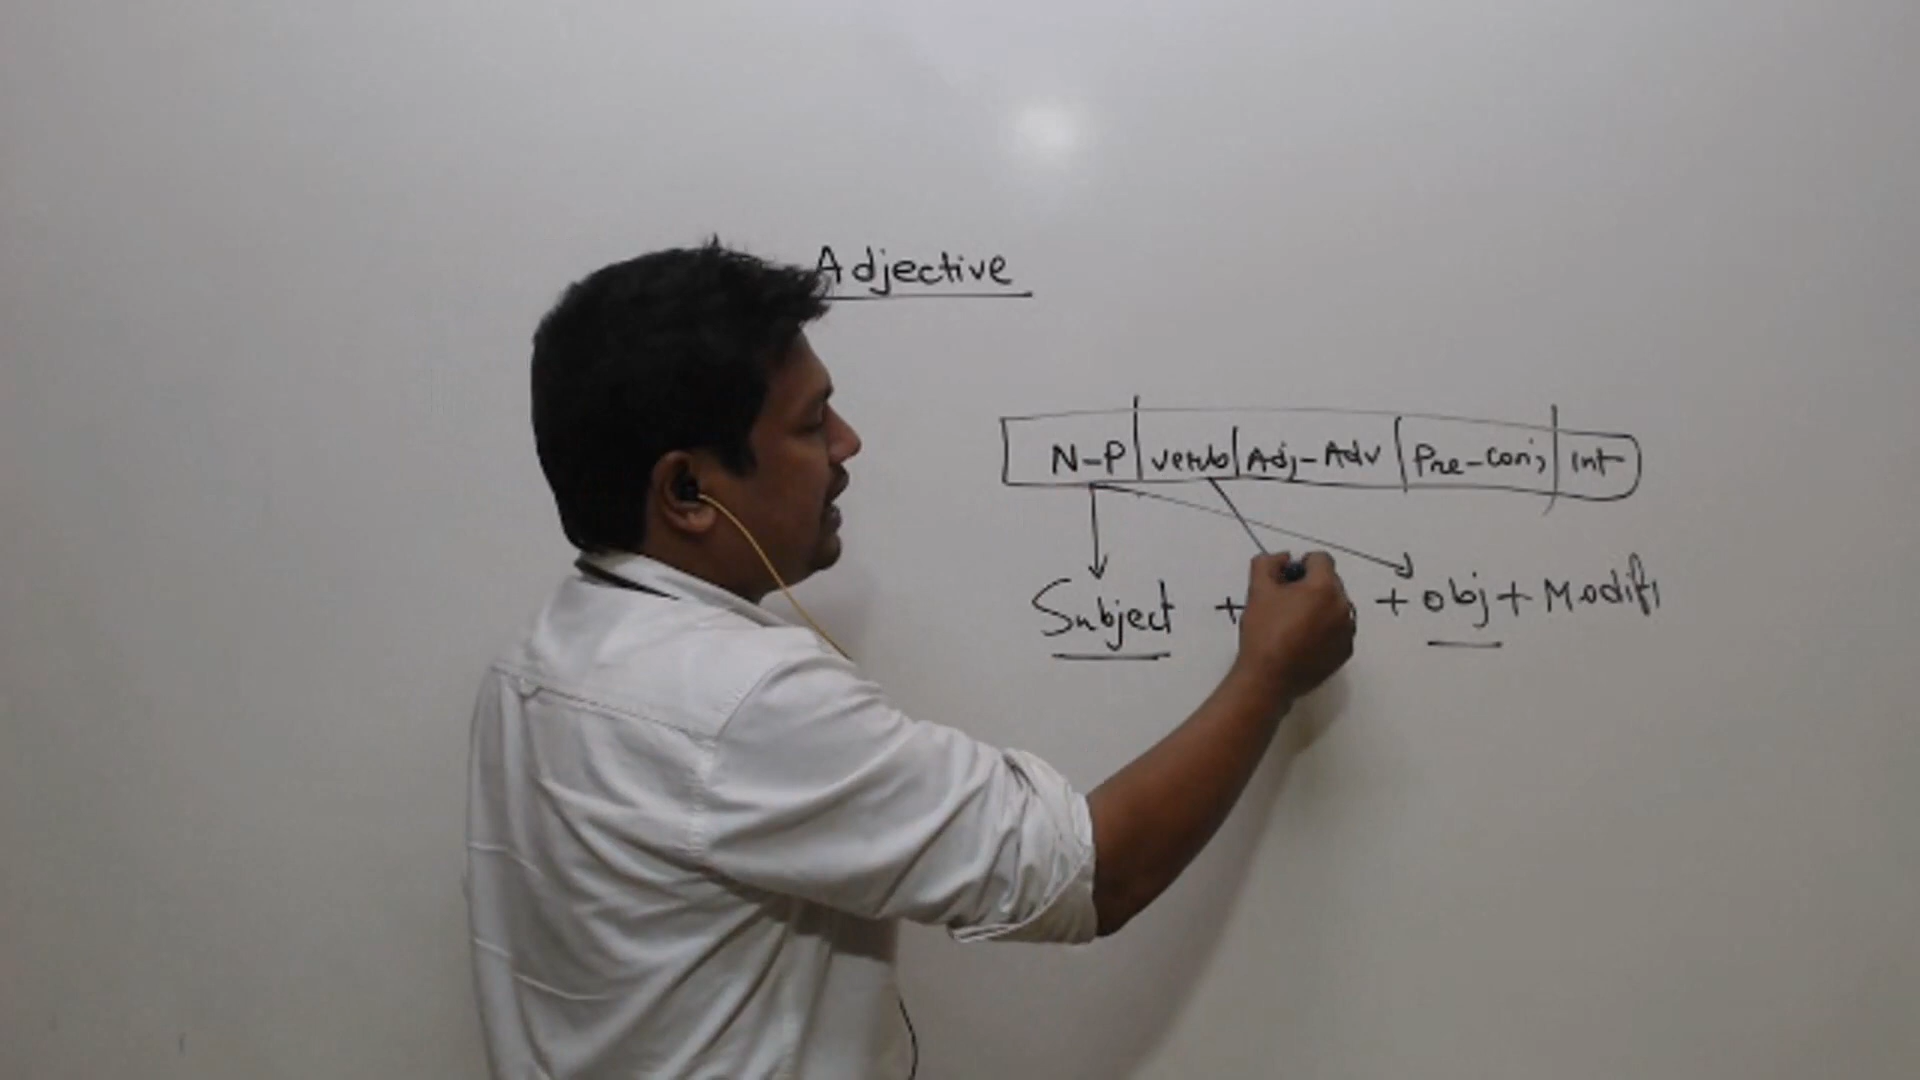 Adjective
N-P verb Adj-Adv Pre-conj Int
Subject + + obj + Modifi